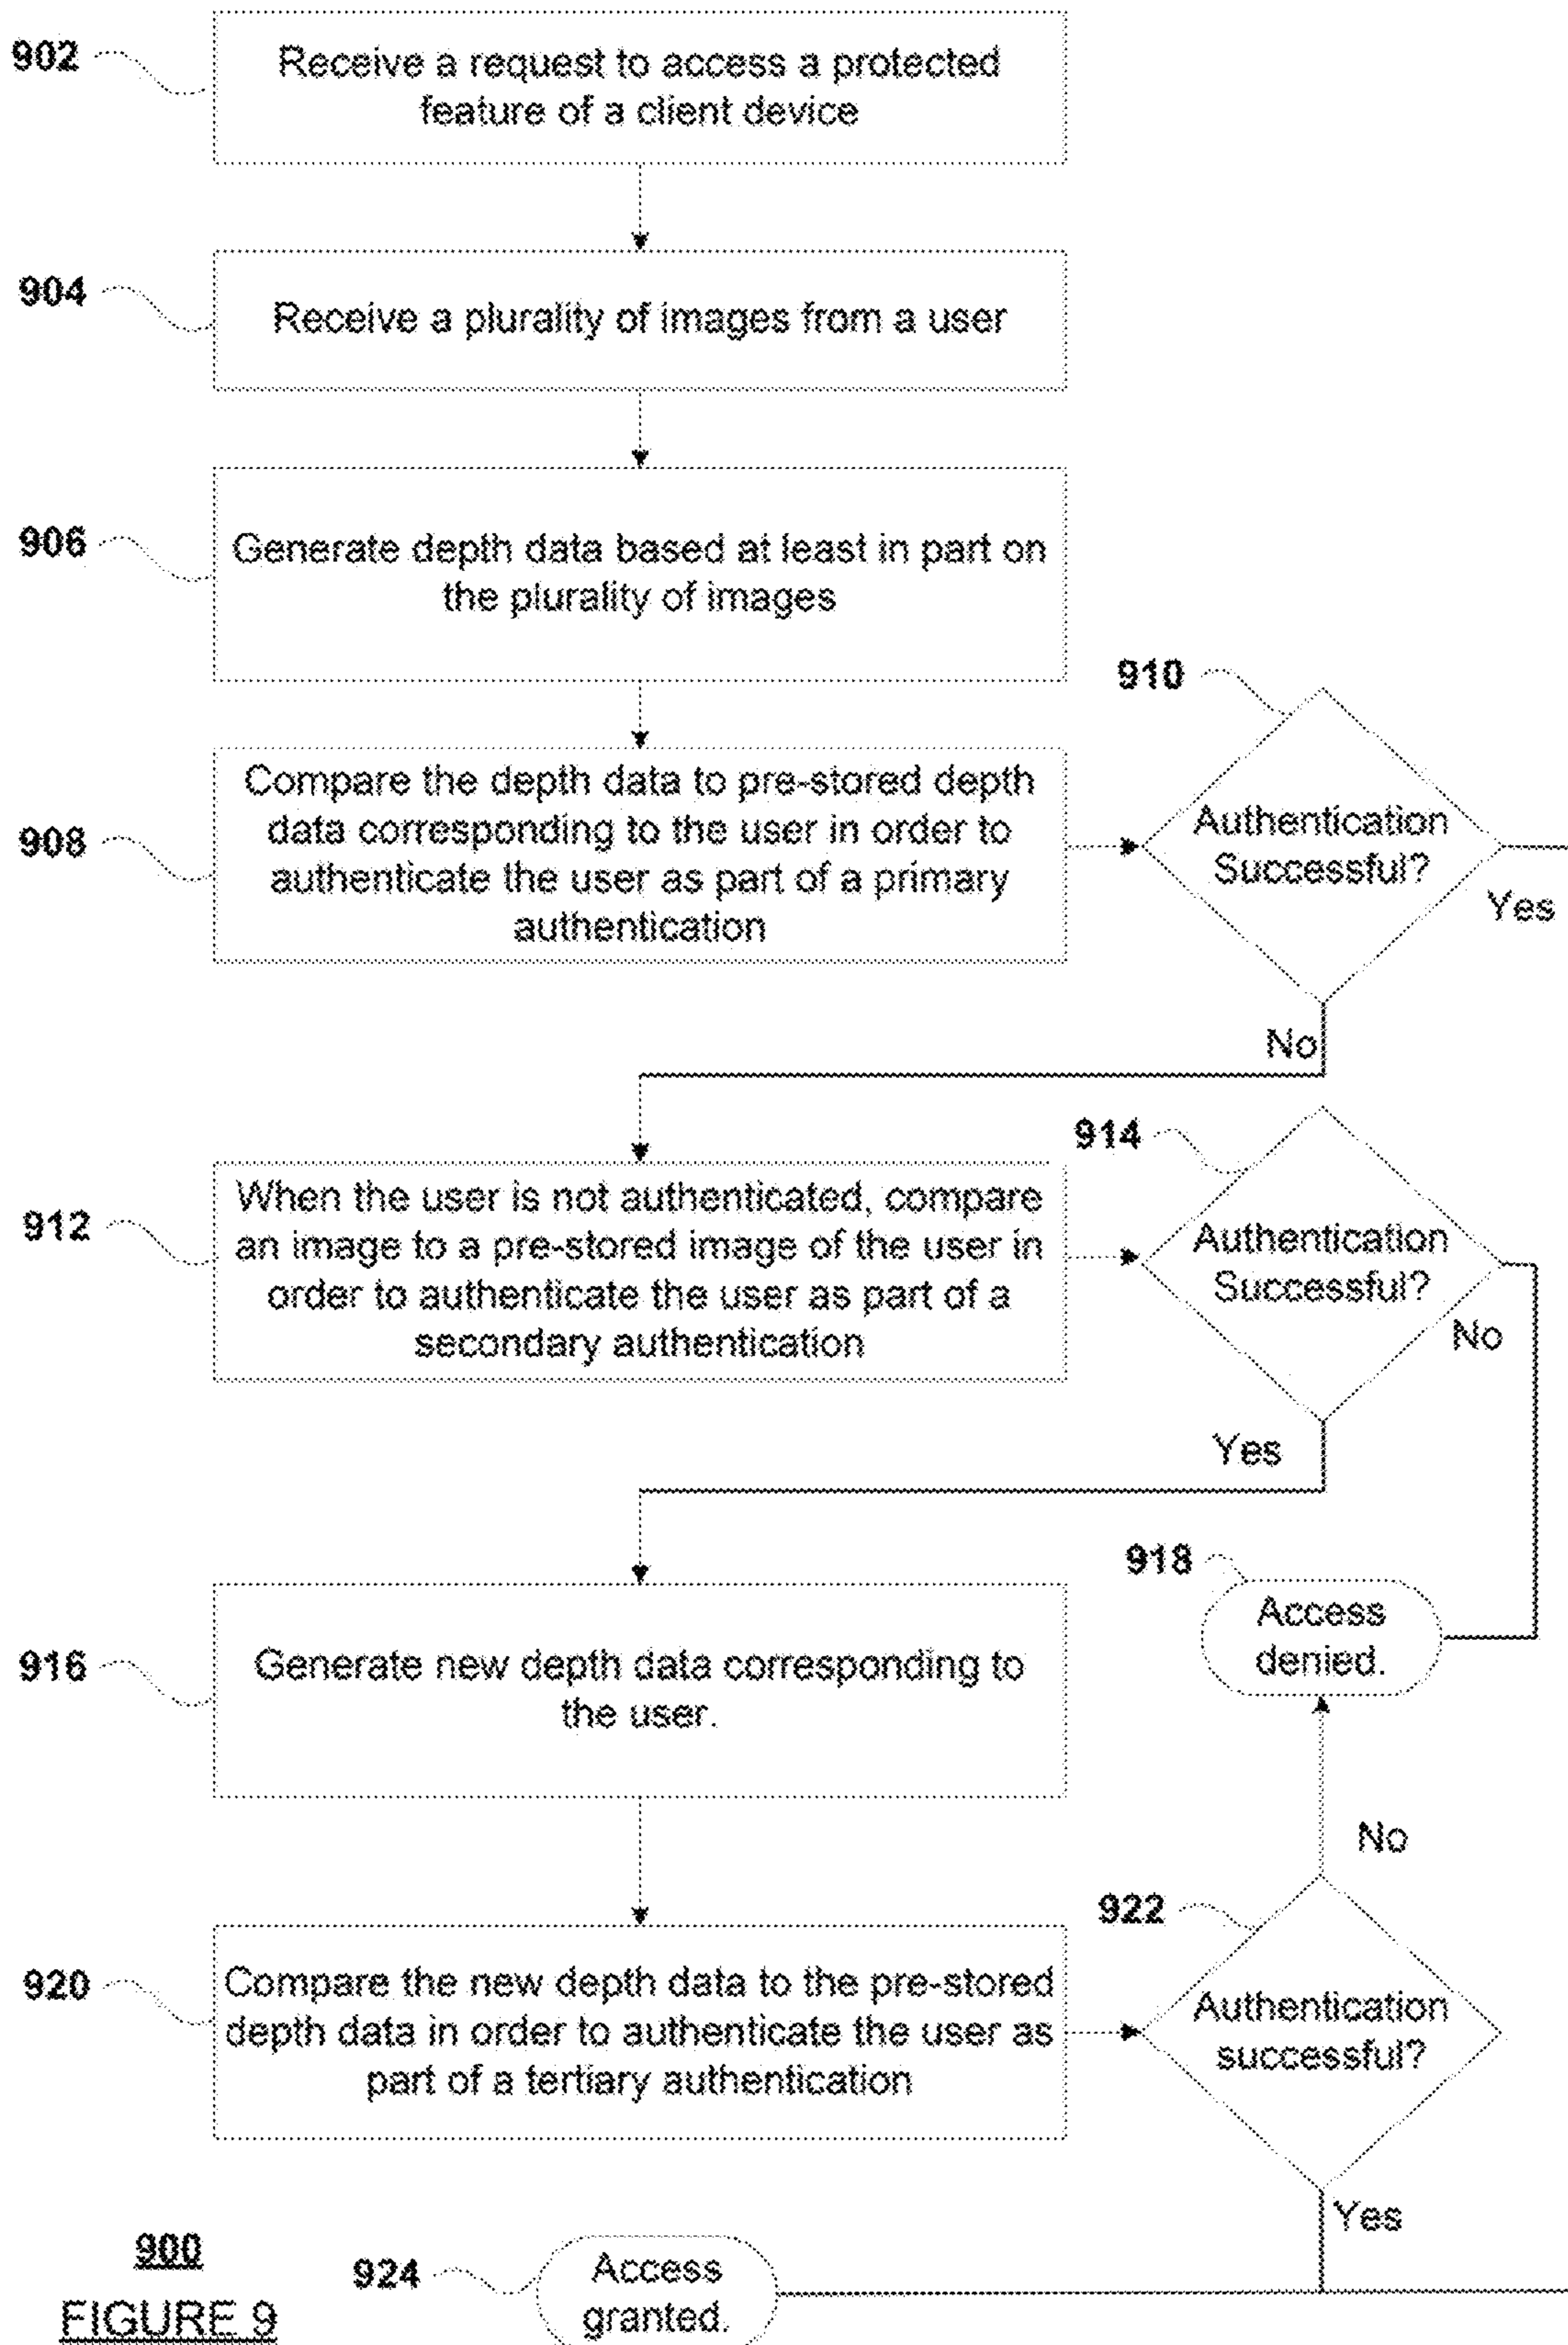 902
Receive a request to access a protected
feature of a client device
904
Receive a plurality of images from a user
906
Generate depth data based at least in part on
the plurality of images
908
Compare the depth data to pre-stored depth
data corresponding to the user in order to
authenticate the user as part of a primary
authentication
910
Authentication
Successful?
Yes
No
912
When the user is not authenticated, compare
an image to a pre-stored image of the user in
order to authenticate the user as part of a
secondary authentication
914
Authentication
Successful?
No
Yes
916
Generate new depth data corresponding to
the user.
918
Access
denied.
No
920
Compare the new depth data to the pre-stored
depth data in order to authenticate the user as
part of a tertiary authentication
922
Authentication
successful?
Yes
924
Access
granted.
900
FIGURE 9